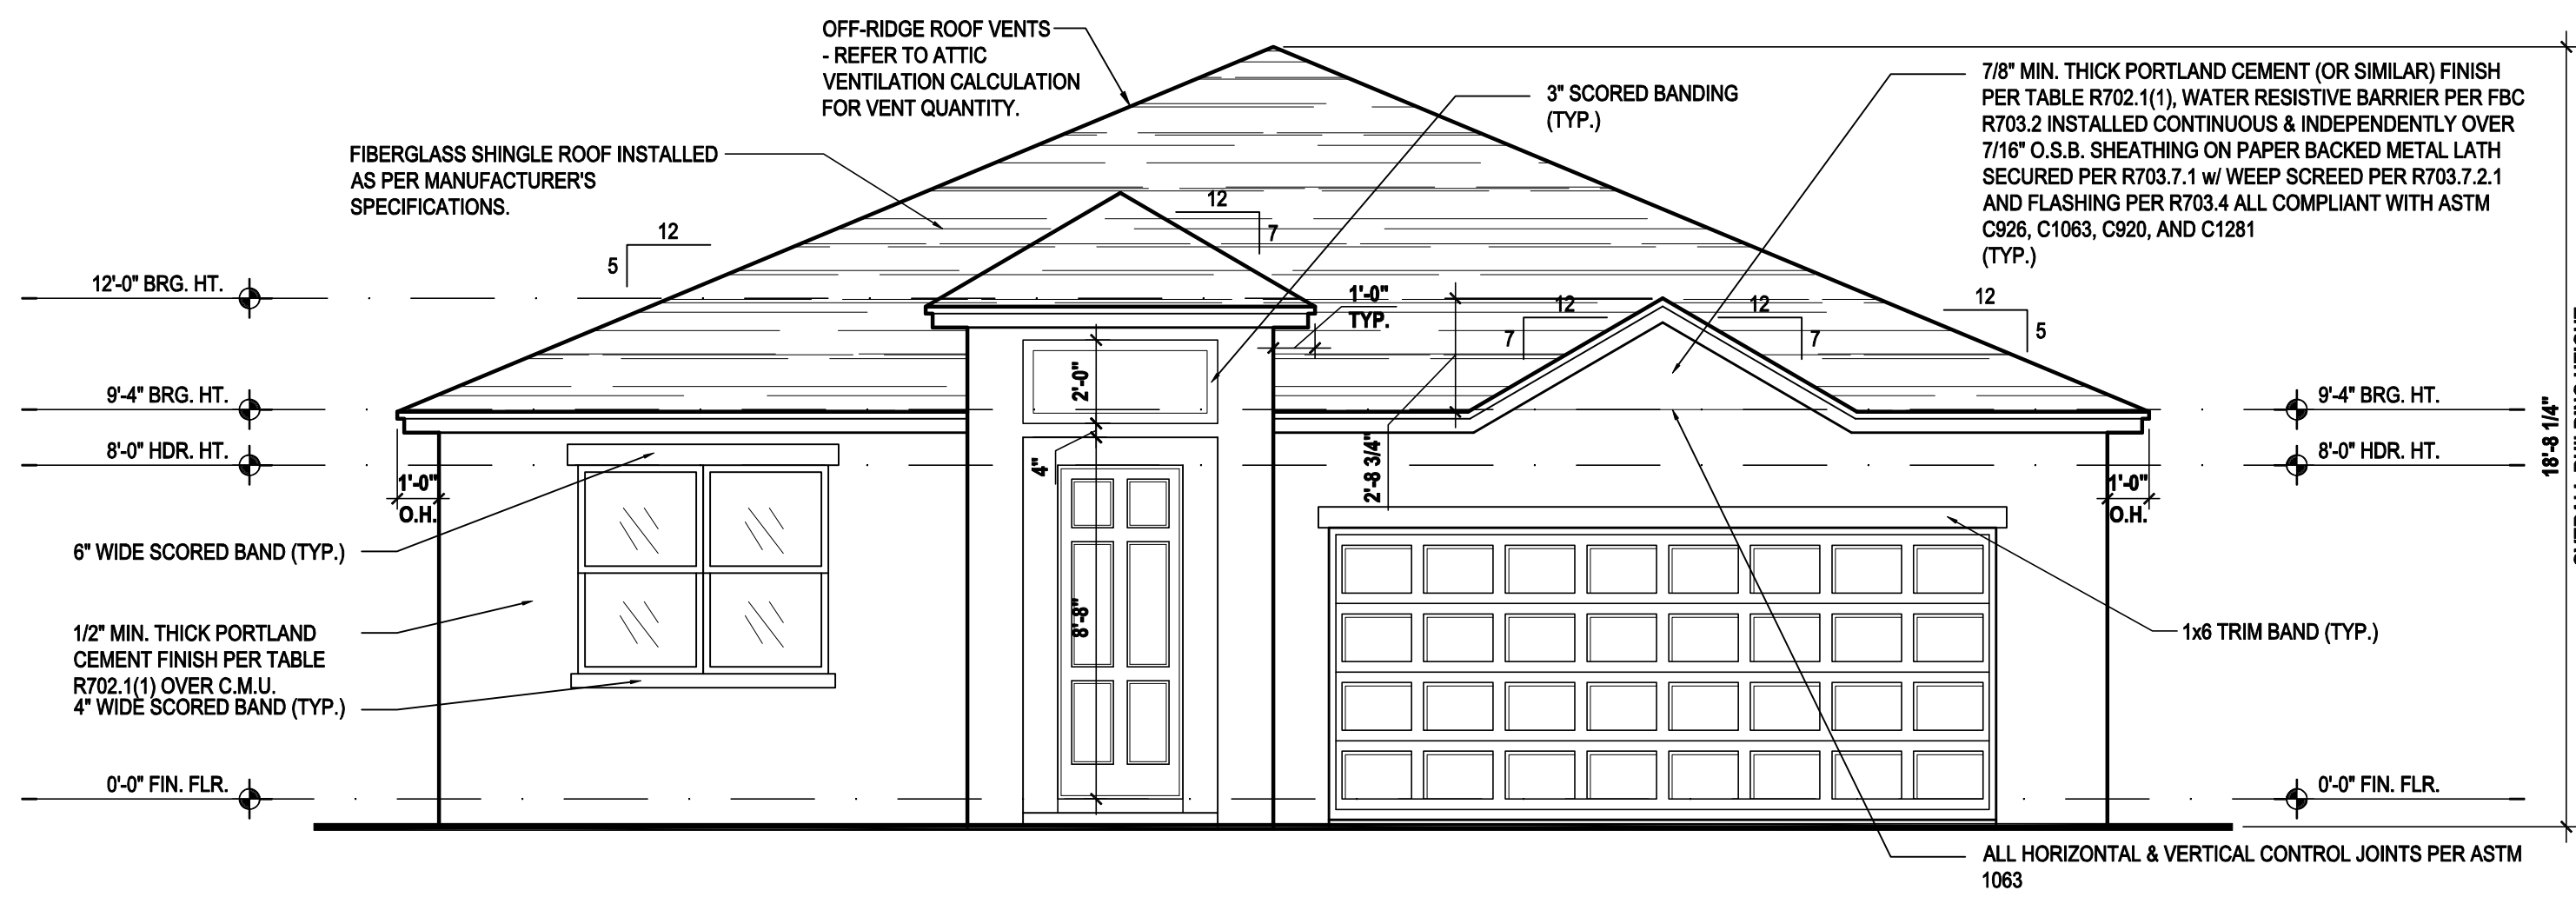 OFF-RIDGE ROOF VENTS
- REFER TO ATTIC
VENTILATION CALCULATION
FOR VENT QUANTITY.
3" SCORED BANDING
(TYP.)
7/8" MIN. THICK PORTLAND CEMENT (OR SIMILAR) FINISH
PER TABLE R702.1(1), WATER RESISTIVE BARRIER PER FBC
R703.2 INSTALLED CONTINUOUS & INDEPENDENTLY OVER
7/16" O.S.B. SHEATHING ON PAPER BACKED METAL LATH
SECURED PER R703.7.1 w/ WEEP SCREED PER R703.7.2.1
AND FLASHING PER R703.4 ALL COMPLIANT WITH ASTM
C926, C1063, C920, AND C1281
(TYP.)
FIBERGLASS SHINGLE ROOF INSTALLED
AS PER MANUFACTURER'S
SPECIFICATIONS.
12
5
12
7
12'-0" BRG. HT.
1'-0"
TYP.
12
7
12
7
12
5
9'-4" BRG. HT.
8'-0" HDR. HT.
1'-0"
O.H.
2'-0"
4"
8'-8"
2'-8 3/4"
9'-4" BRG. HT.
8'-0" HDR. HT.
1'-0"
O.H.
18'-8 1/4"
6" WIDE SCORED BAND (TYP.)
1/2" MIN. THICK PORTLAND
CEMENT FINISH PER TABLE
R702.1(1) OVER C.M.U.
4" WIDE SCORED BAND (TYP.)
1x6 TRIM BAND (TYP.)
0'-0" FIN. FLR.
0'-0" FIN. FLR.
ALL HORIZONTAL & VERTICAL CONTROL JOINTS PER ASTM
1063